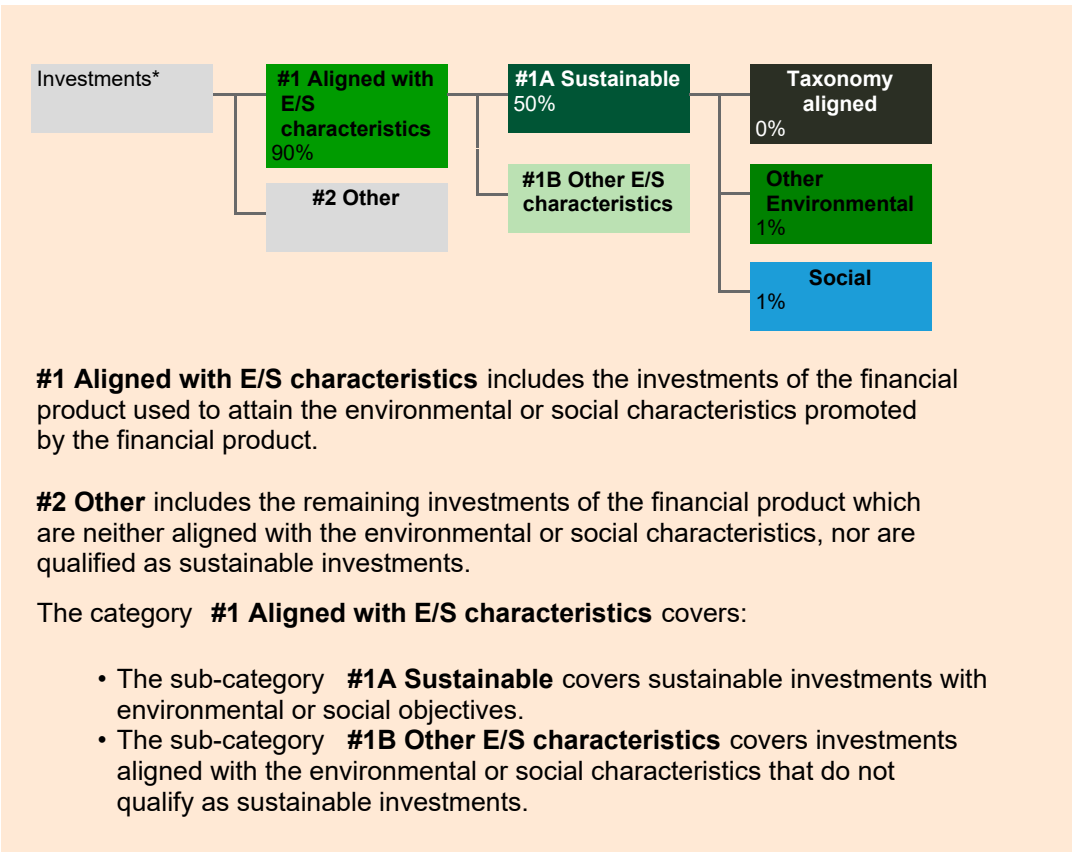 Investments*
#1 Aligned with
E/S
characteristics
90%
#2 Other
#1A Sustainable
50%
#1B Other E/S
characteristics
Taxonomy
aligned
0%
Other
Environmental
1%
Social
1%
#1 Aligned with E/S characteristics includes the investments of the financial
product used to attain the environmental or social characteristics promoted
by the financial product.
#2 Other includes the remaining investments of the financial product which
are neither aligned with the environmental or social characteristics, nor are
qualified as sustainable investments.
The category #1 Aligned with E/S characteristics covers:
• The sub-category #1A Sustainable covers sustainable investments with
environmental or social objectives.
• The sub-category #1B Other E/S characteristics covers investments
aligned with the environmental or social characteristics that do not
qualify as sustainable investments.